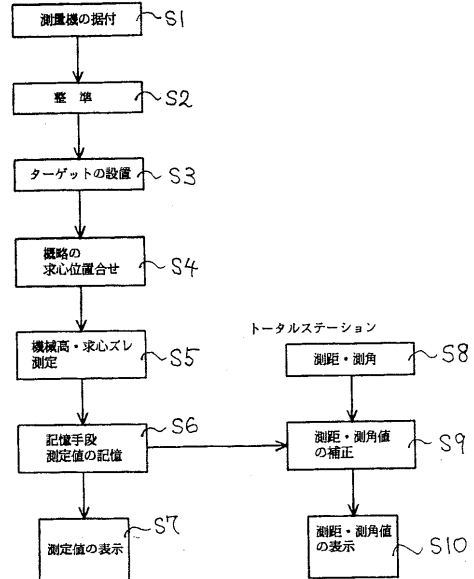 測量機の据付
S1
整 準
S2
ターゲットの設置
S3
概略の
求心位置合せ
S4
機械高・求心ズレ
測定
S5
記憶手段
測定値の記憶
S6
測定値の表示
S7
トータルステーション
測距・測角
S8
測距・測角値
の補正
S9
測距・測角値
の表示
S10